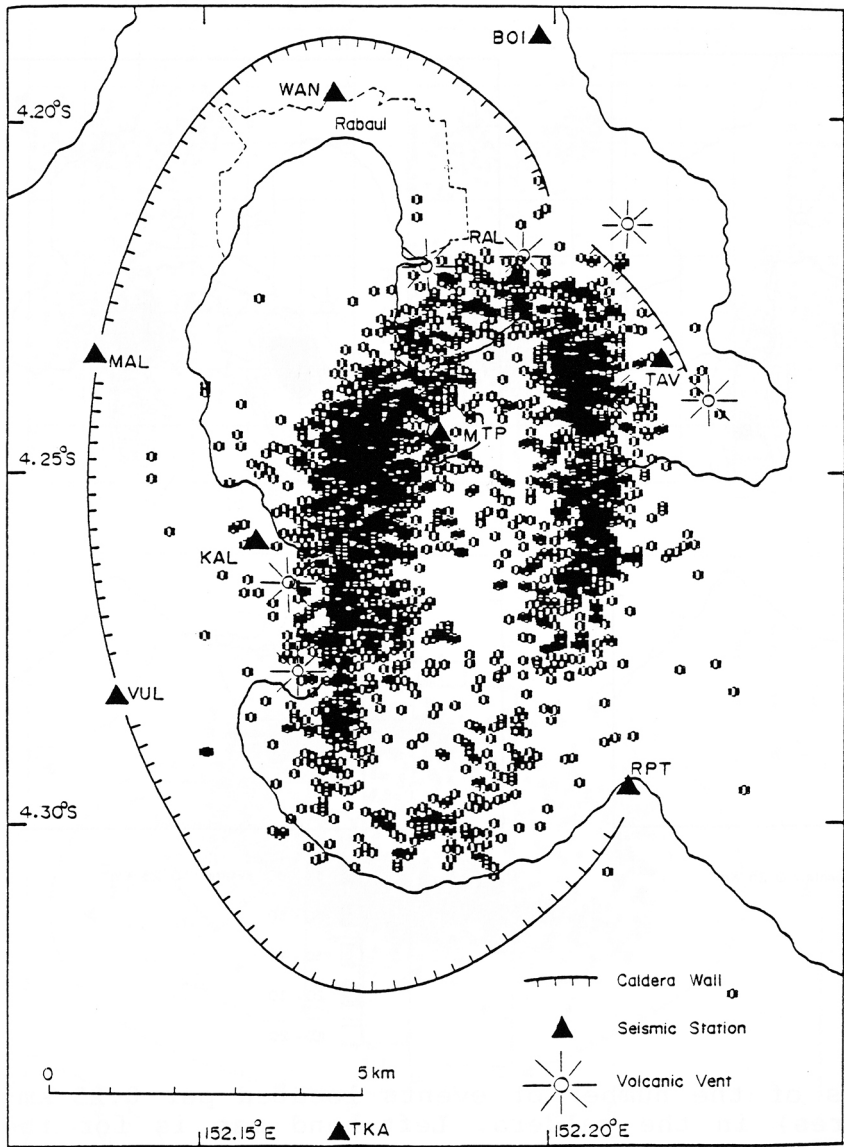 BOI
WAN
4.20°S
Rabaul
RAL
MAL
TAV
MTP
4.25°S
KAL
VUL
RPT
4.30°S
Caldera Wall
Seismic Station
Volcanic Vent
0 5 km
152.15°E
TKA
152.20°E